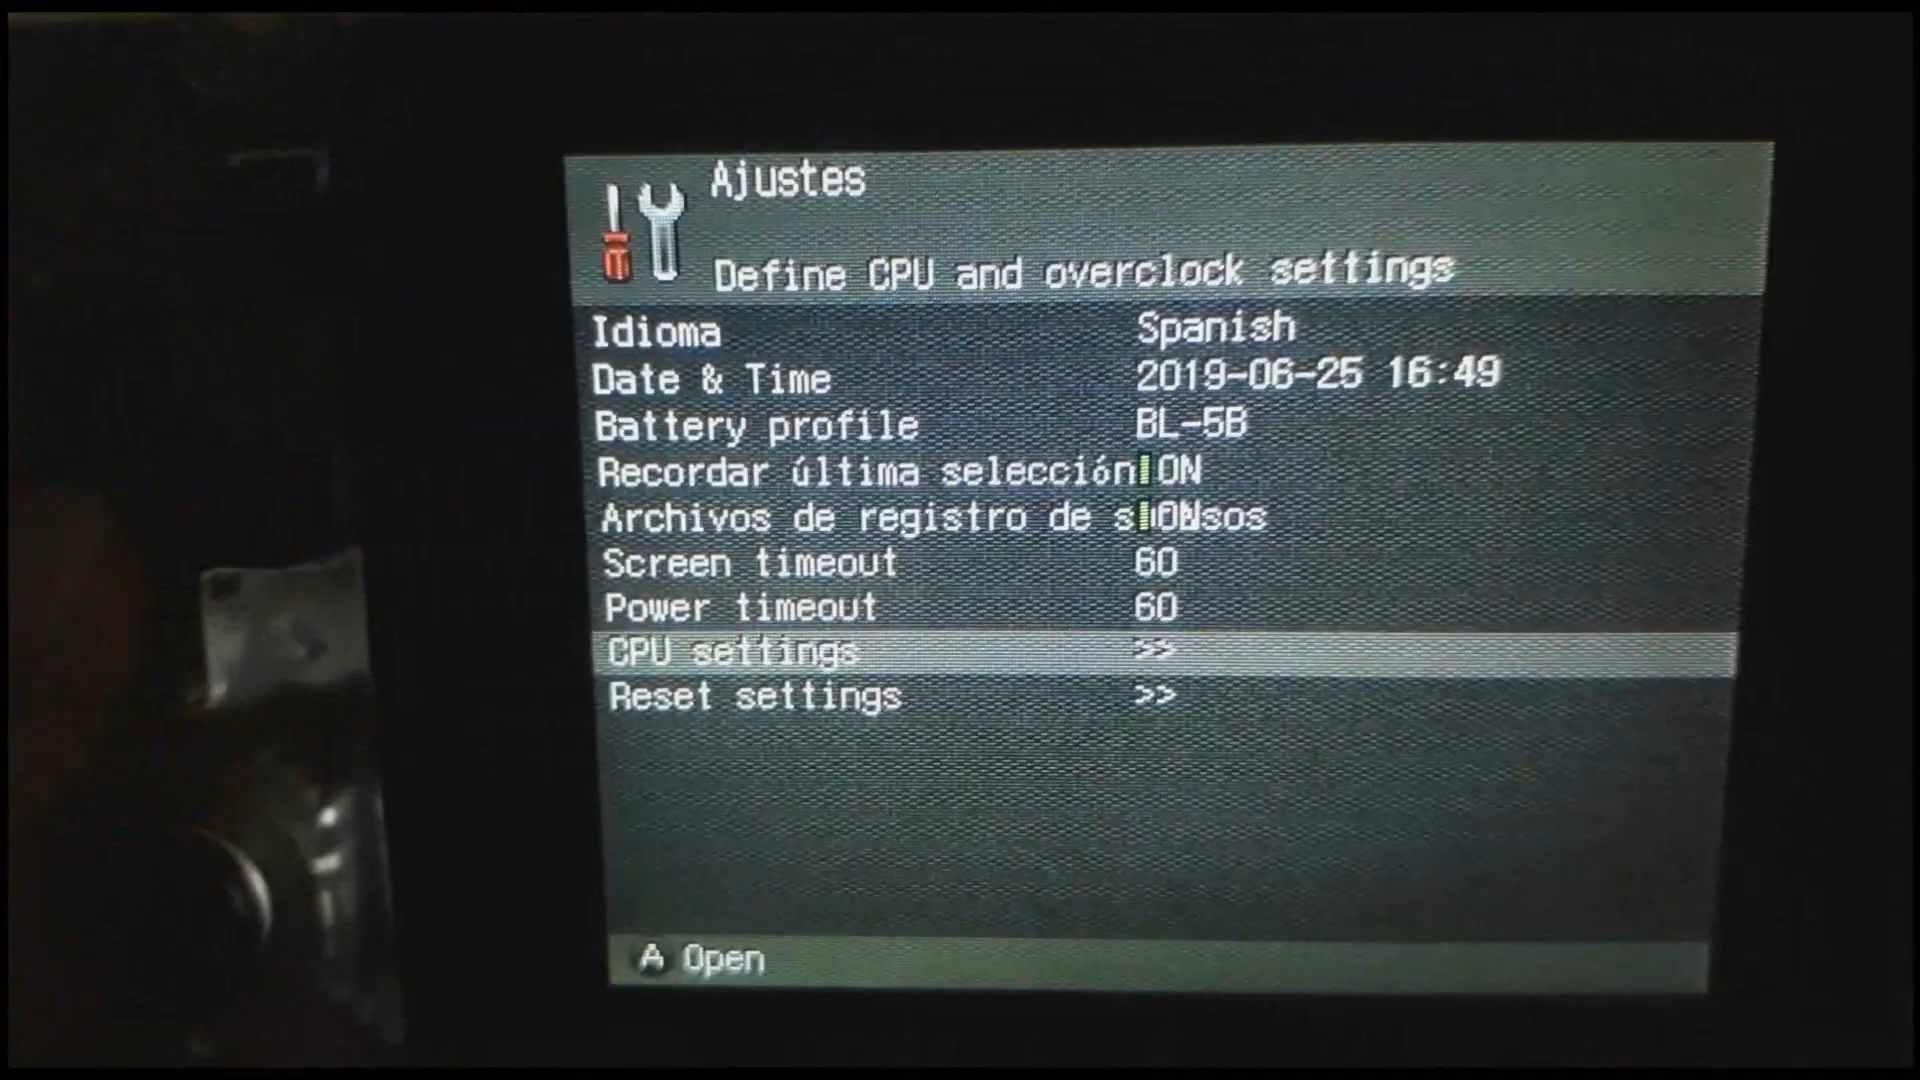 Ajustes
Define CPU and overclock settings
Idioma Spanish
Date & Time 2019-06-25 16:49
Battery profile BL-5B
Recordar última selección ON
Archivos de registro de ON
Screen timeout 60
Power timeout 60
CPU settings >>
Reset settings >>
A Open